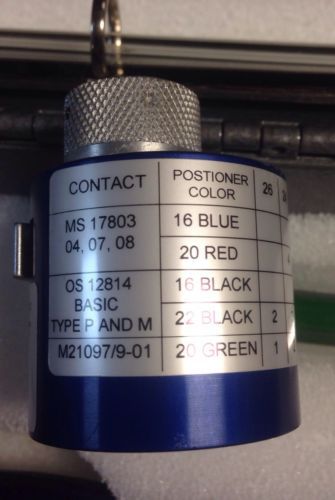 CONTACT POSTIONER COLOR 26
MS 17803 04, 07, 08 16 BLUE
20 RED
OS 12814 BASIC TYPE P AND M 16 BLACK
22 BLACK 2
M21097/9-01 20 GREEN 1